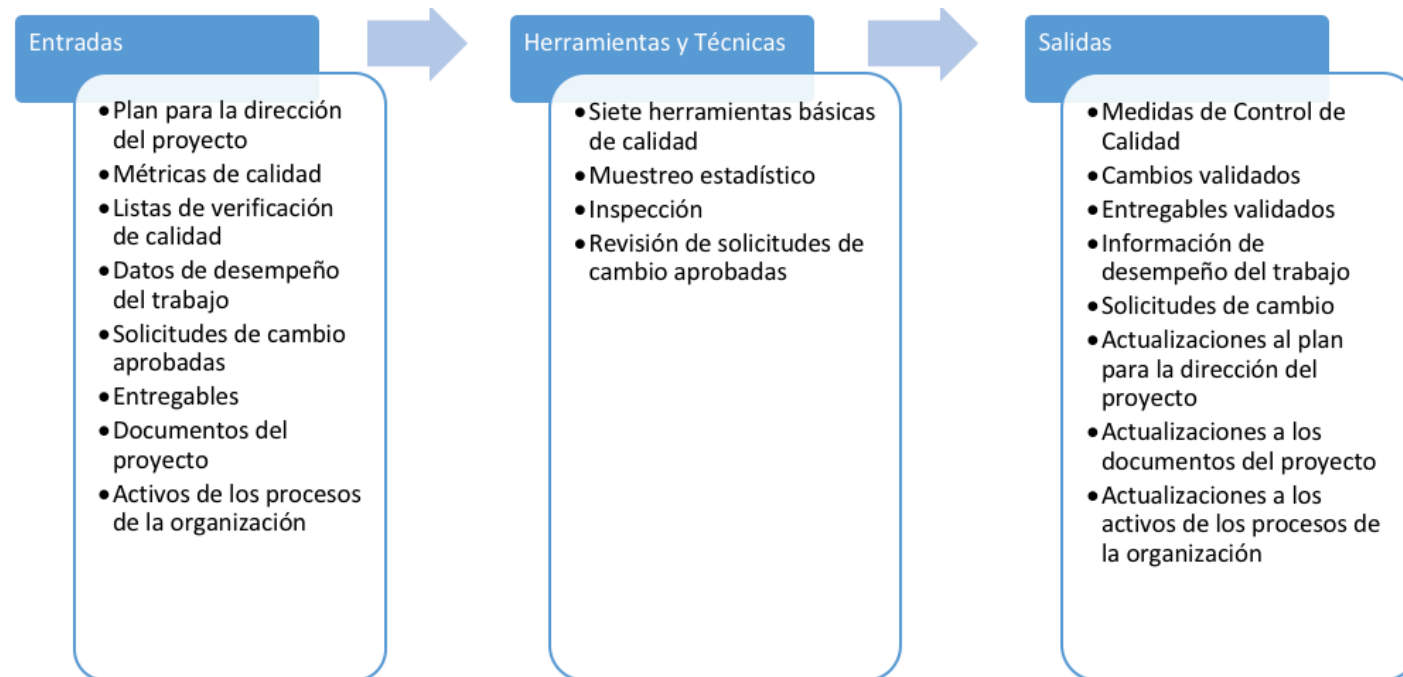 Entradas
• Plan para la dirección
del proyecto
• Métricas de calidad
• Listas de verificación
de calidad
• Datos de desempeño
del trabajo
• Solicitudes de cambio
aprobadas
• Entregables
• Documentos del
proyecto
• Activos de los procesos
de la organización
Herramientas y Técnicas
• Siete herramientas básicas
de calidad
• Muestreo estadístico
• Inspección
• Revisión de solicitudes de
cambio aprobadas
Salidas
• Medidas de Control de
Calidad
• Cambios validados
• Entregables validados
• Información de
desempeño del trabajo
• Solicitudes de cambio
• Actualizaciones al plan
para la dirección del
proyecto
• Actualizaciones a los
documentos del proyecto
• Actualizaciones a los
activos de los procesos de
la organización